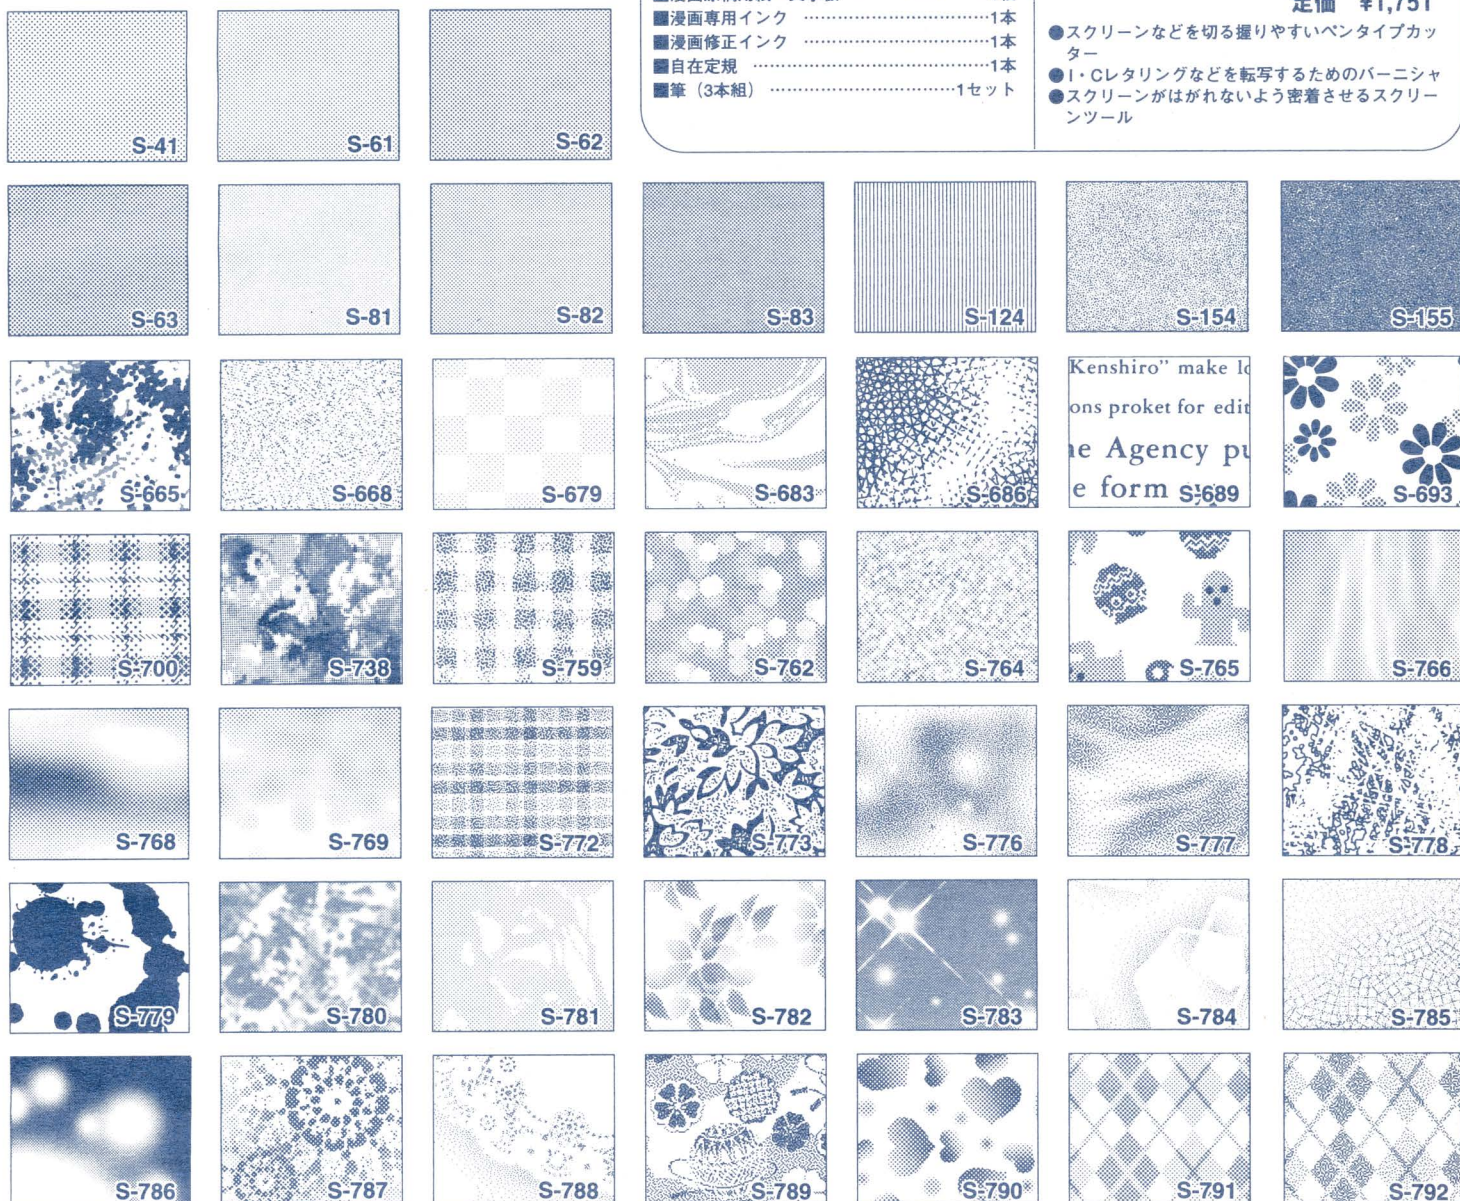 ■漫画専用インク ……………………………1本
■漫画修正インク ……………………………1本
■自在定規 ……………………………………1本
■筆（3本組）…………………………1セット
定価 ¥1,751
●スクリーンなどを切る握りやすいペンタイプカッ
ター
●I・Cレタリングなどを転写するためのバーニシャ
●スクリーンがはがれないよう密着させるスクリー
ンツール
S-41
S-61
S-62
S-63
S-81
S-82
S-83
S-124
S-154
S-155
S-665
S-668
S-679
S-683
S-686
Kenshiro” make lo
ons proket for edit
ne Agency pu
e form
S-689
S-693
S-700
S-738
S-759
S-762
S-764
S-765
S-766
S-768
S-769
S-772
S-773
S-776
S-777
S-778
S-779
S-780
S-781
S-782
S-783
S-784
S-785
S-786
S-787
S-788
S-789
S-790
S-791
S-792